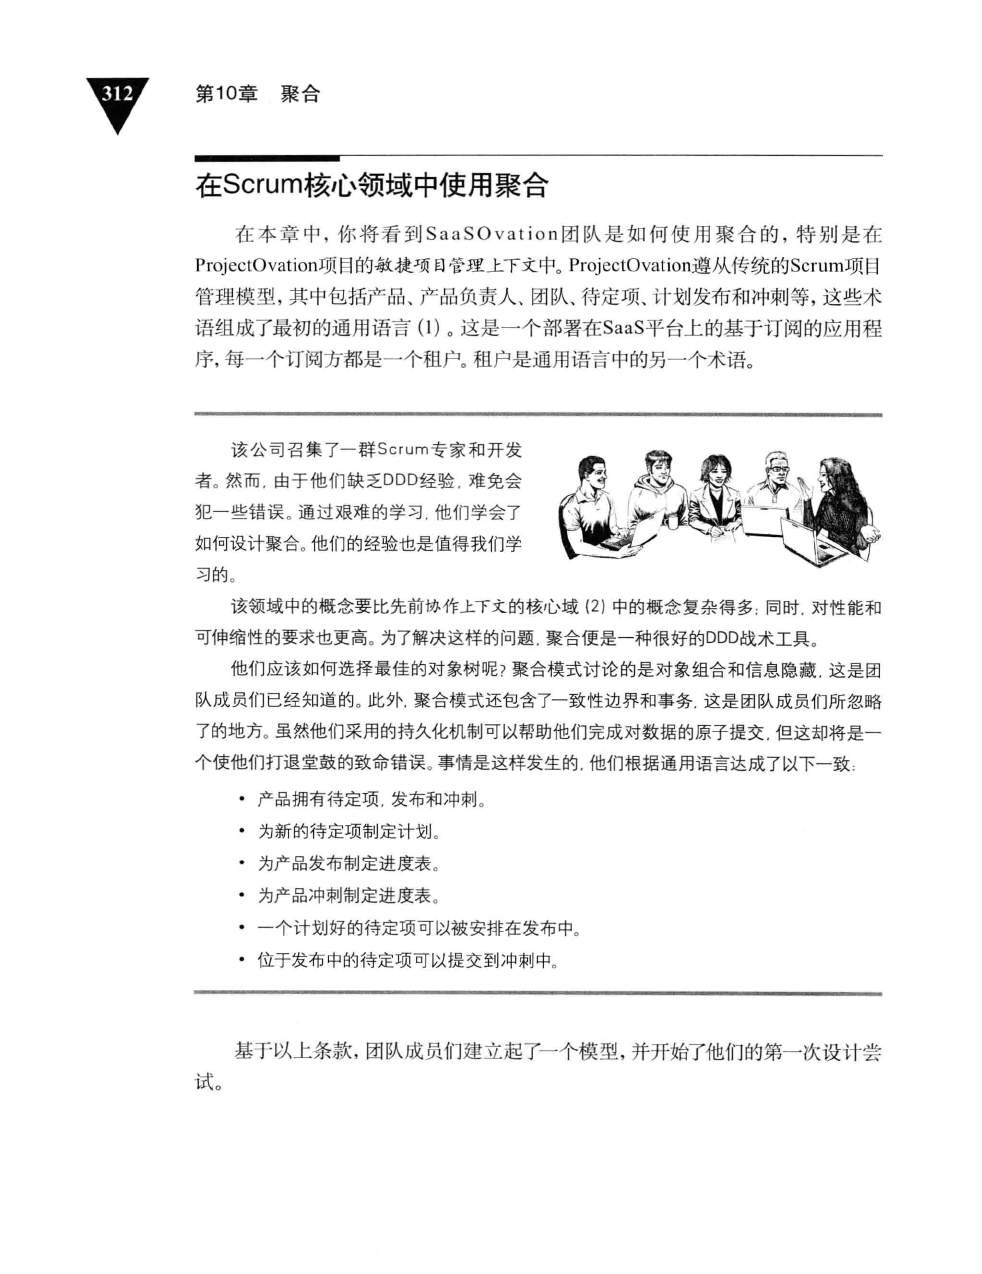 312
第10章 聚合
在Scrum核心领域中使用聚合
在本章中，你将看到SaaSOvation团队是如何使用聚合的，特别是在
ProjectOvation项目的敏捷项目管理上下文中。ProjectOvation遵从传统的Scrum项目
管理模型，其中包括产品、产品负责人、团队、待定项、计划发布和冲刺等，这些术
语组成了最初的通用语言（1）。这是一个部署在SaaS平台上的基于订阅的应用程
序，每一个订阅方都是一个租户。租户是通用语言中的另一个术语。
该公司召集了一群Scrum专家和开发
者。然而，由于他们缺乏DDD经验，难免会
犯一些错误。通过艰难的学习，他们学会了
如何设计聚合。他们的经验也是值得我们学
习的。
该领域中的概念要比先前协作上下文的核心域（2）中的概念复杂得多；同时，对性能和
可伸缩性的要求也更高。为了解决这样的问题，聚合便是一种很好的DDD战术工具。
他们应该如何选择最佳的对象树呢？聚合模式讨论的是对象组合和信息隐藏，这是团
队成员们已经知道的。此外，聚合模式还包含了一致性边界和事务，这是团队成员们所忽略
了的地方。虽然他们采用的持久化机制可以帮助他们完成对数据的原子提交，但这却将是一
个使他们打退堂鼓的致命错误。事情是这样发生的，他们根据通用语言达成了以下一致：
• 产品拥有待定项，发布和冲刺。
• 为新的待定项制定计划。
• 为产品发布制定进度表。
• 为产品冲刺制定进度表。
• 一个计划好的待定项可以被安排在发布中。
• 位于发布中的待定项可以提交到冲刺中。
基于以上条款，团队成员们建立起了一个模型，并开始了他们的第一次设计尝
试。